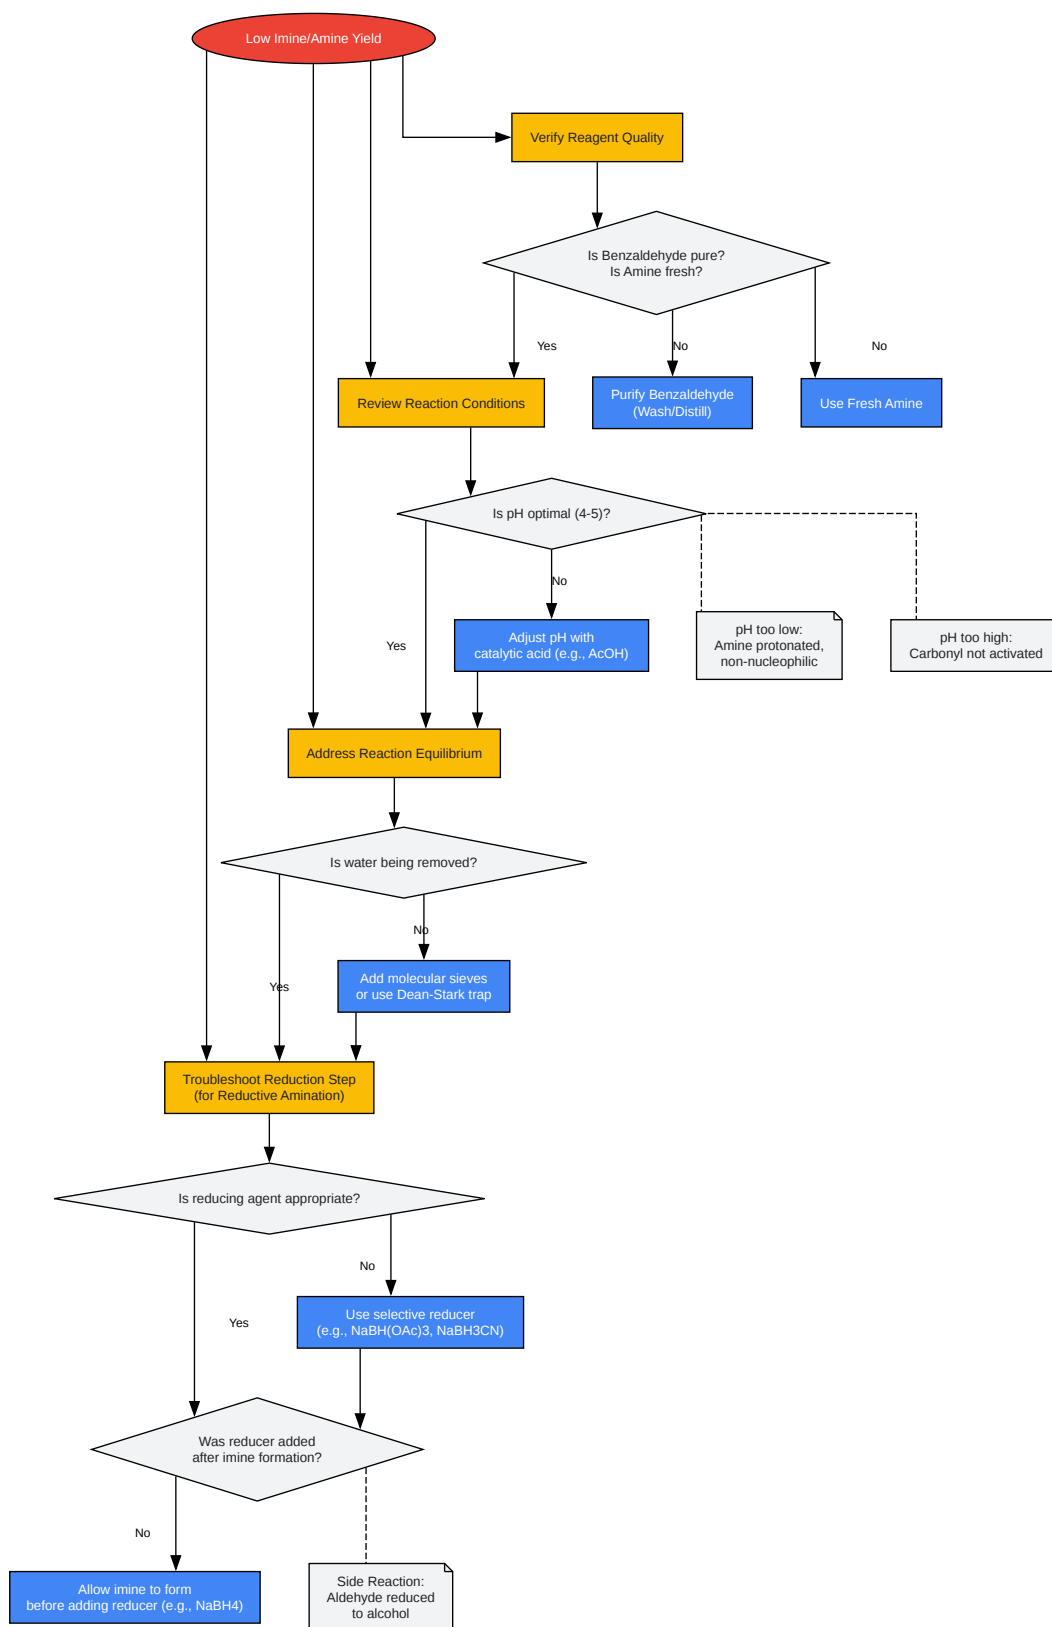 Low Imine/Amine Yield
Verify Reagent Quality
Is Benzaldehyde pure?
Is Amine fresh?
Yes
No
No
Review Reaction Conditions
Purify Benzaldehyde
(Wash/Distill)
Use Fresh Amine
Is pH optimal (4-5)?
No
Yes
Adjust pH with
catalytic acid (e.g., AcOH)
pH too low:
Amine protonated,
non-nucleophilic
pH too high:
Carbonyl not activated
Address Reaction Equilibrium
Is water being removed?
No
Yes
Add molecular sieves
or use Dean-Stark trap
Troubleshoot Reduction Step
(for Reductive Amination)
Is reducing agent appropriate?
No
Yes
Use selective reducer
(e.g., NaBH(OAc)3, NaBH3CN)
Was reducer added
after imine formation?
No
Allow imine to form
before adding reducer (e.g., NaBH4)
Side Reaction:
Aldehyde reduced
to alcohol